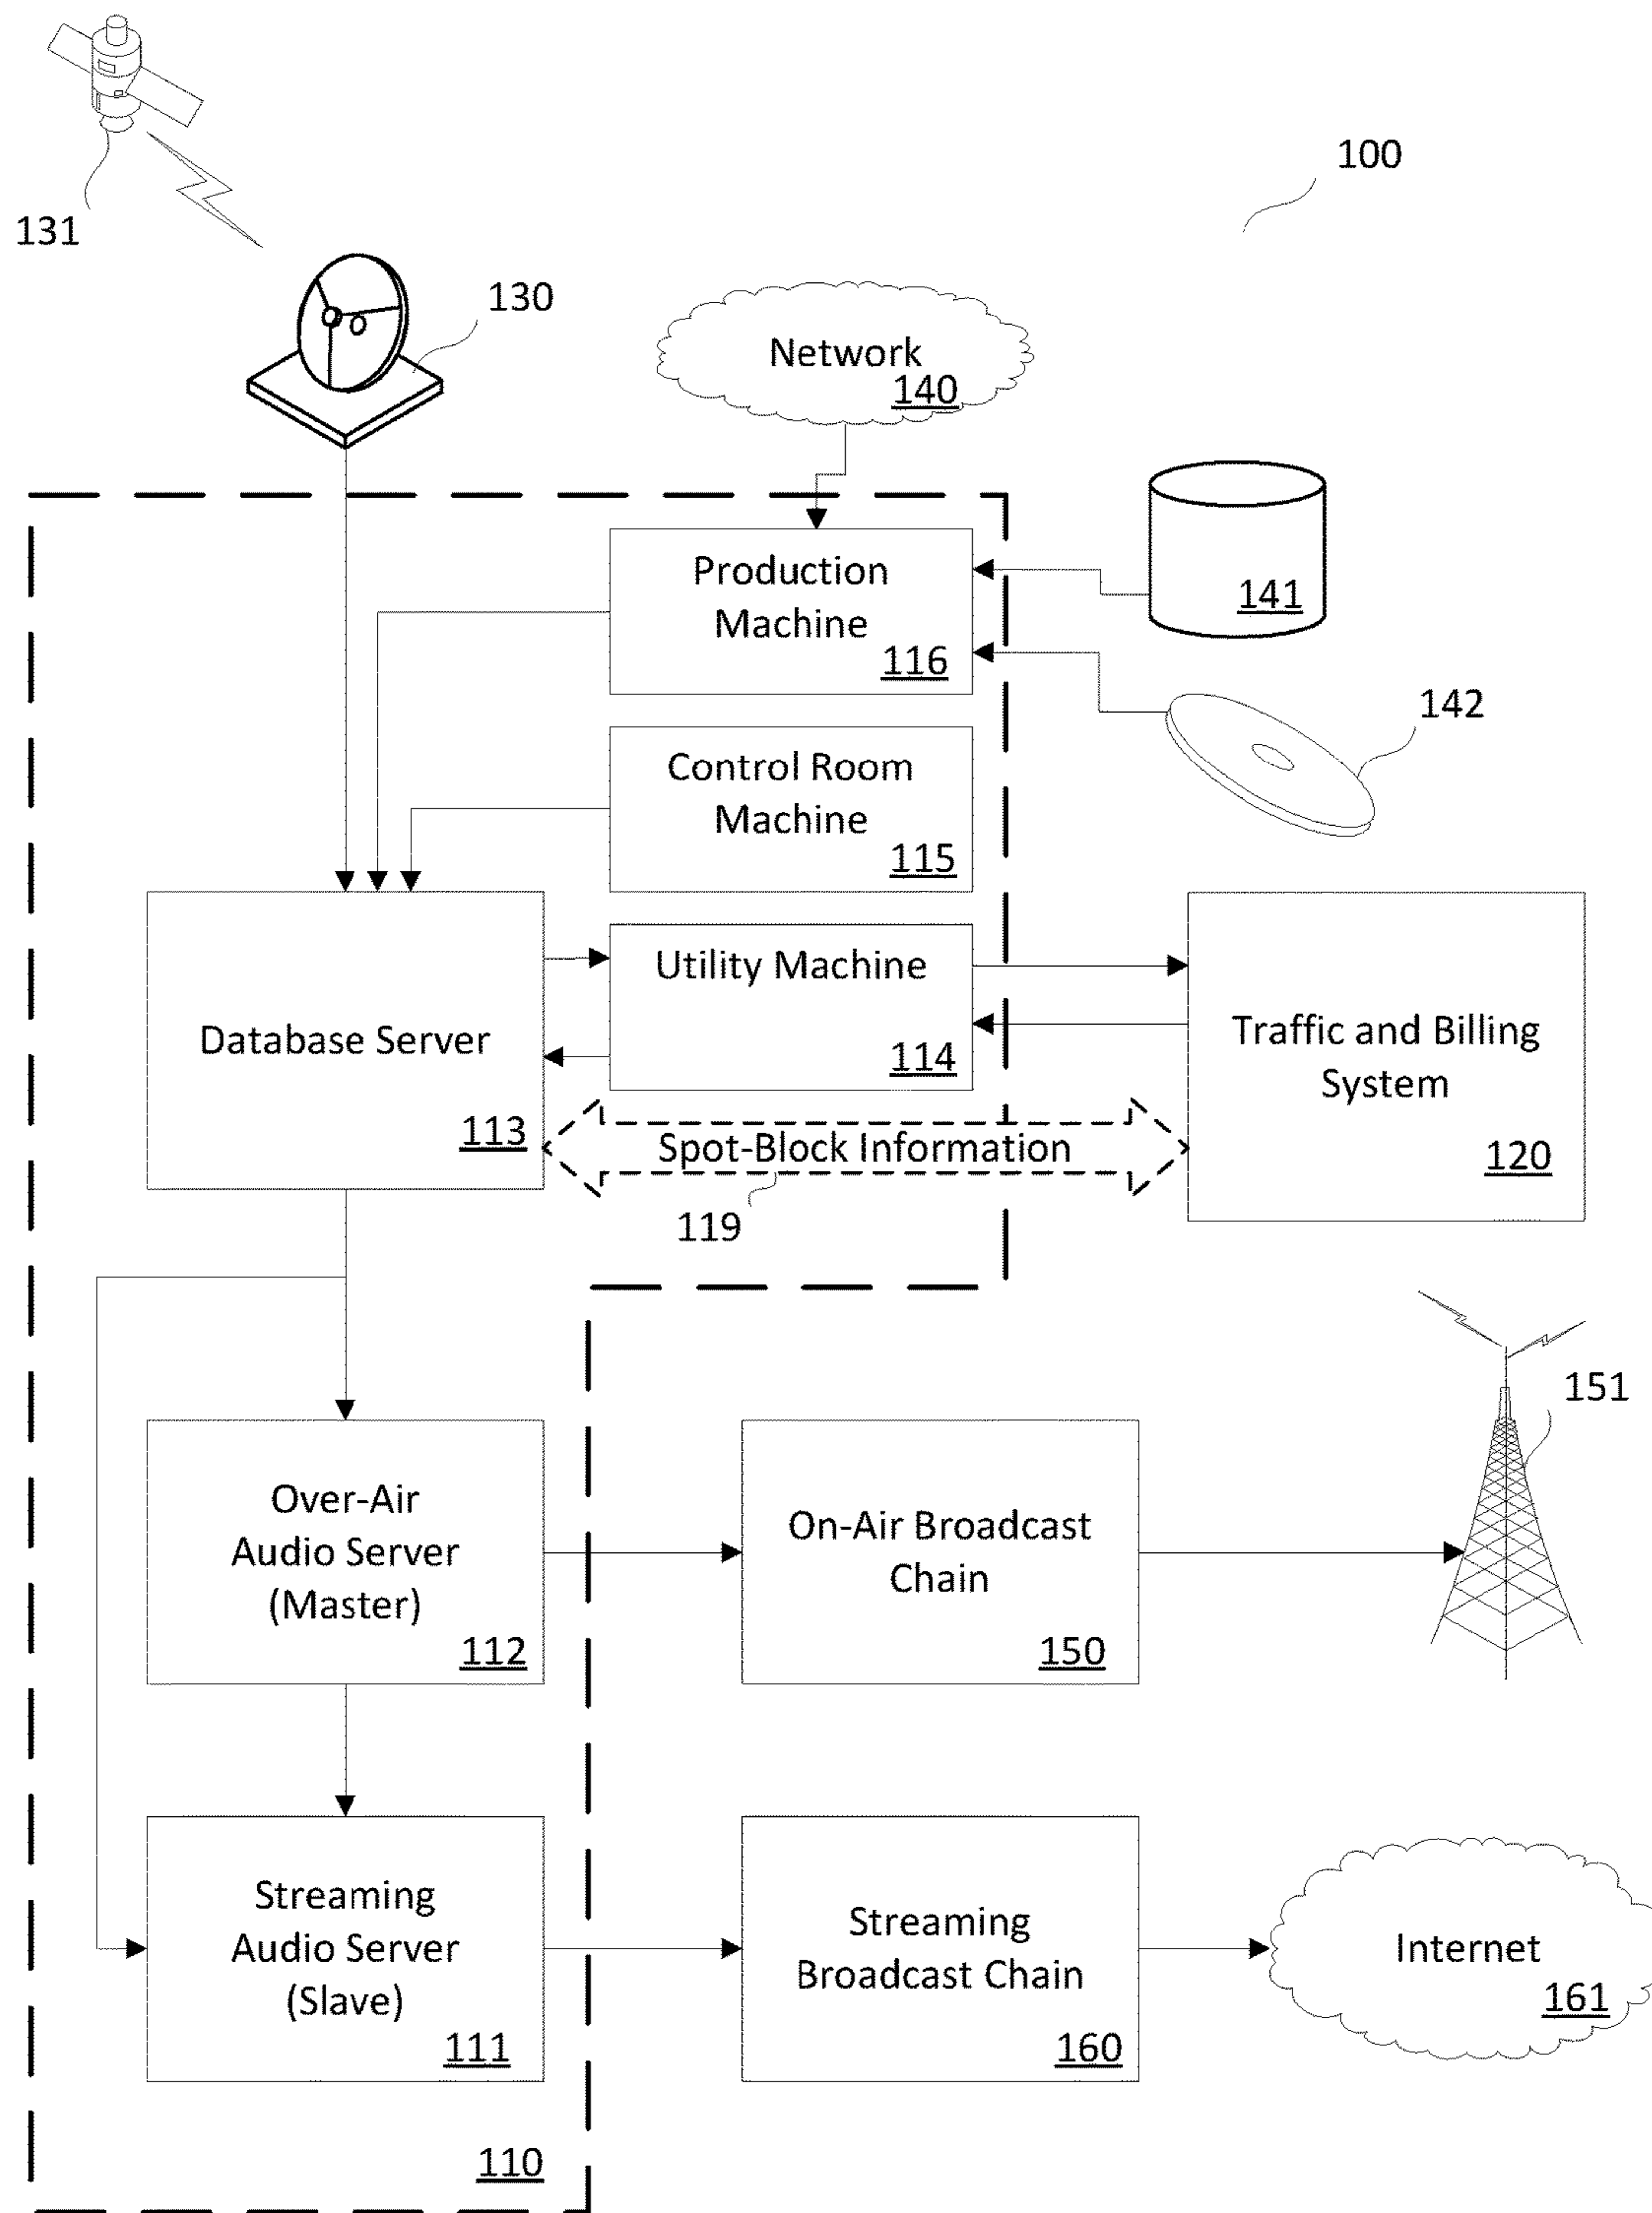 100
131
130
Network
140
Production
Machine
116
141
142
Control Room
Machine
115
Utility Machine
114
Database Server
113
Traffic and Billing
System
120
Spot-Block Information
119
151
Over-Air
Audio Server
(Master)
112
On-Air Broadcast
Chain
150
Streaming
Audio Server
(Slave)
111
Streaming
Broadcast Chain
160
Internet
161
110